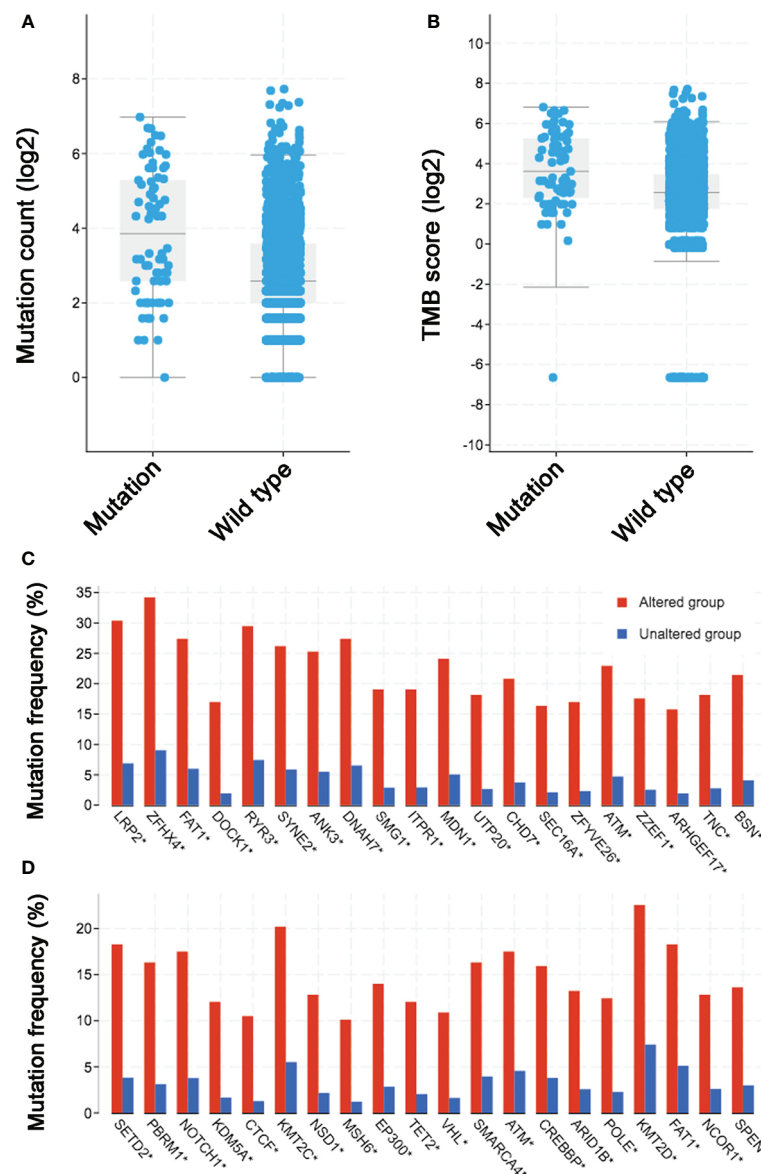 A
Mutation count (log2)
8
6
4
2
0
Mutation
Wild type
B
TMB score (log2)
10
8
6
4
2
0
-2
-4
-6
-8
-10
Mutation
Wild type
C
Mutation frequency (%)
35
30
25
20
15
10
5
0
Altered group
Unaltered group
LRP2*
ZFHX4*
FAT1*
DOCK1*
RYR3*
SYNE2*
ANK3*
DNAH7*
SMG1*
ITPR1*
MDN1*
UTP20*
CHD7*
SEC16A*
ZFYVE26*
ATM*
ZZEF1*
ARHGEF17*
TNC*
BSN*
D
Mutation frequency (%)
20
15
10
5
0
SETD2*
PBRM1*
NOTCH1*
KDM5A*
CTCF*
KMT2C*
NSD1*
MSH6*
EP300*
TET2*
VHL*
SMARCA4*
ATM*
CREBBP*
ARID1B*
POLE*
KMT2D*
FAT1*
NCOR1*
SPEN